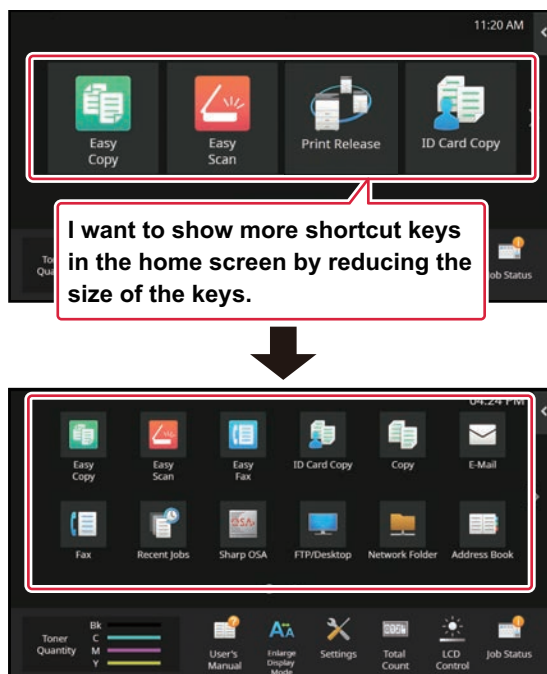 11:20 AM
Easy
Copy
Easy
Scan
Print Release
ID Card Copy
I want to show more shortcut keys
in the home screen by reducing the
size of the keys.
Job Status
04:24 PM
Easy
Copy
Easy
Scan
Easy
Fax
ID Card Copy
Copy
E-Mail
Fax
Recent Jobs
Sharp OSA
FTP/Desktop
Network Folder
Address Book
Toner
Quantity
Bk
C
M
Y
User's
Manual
Enlarge
Display
Mode
Settings
Total
Count
LCD
Control
Job Status